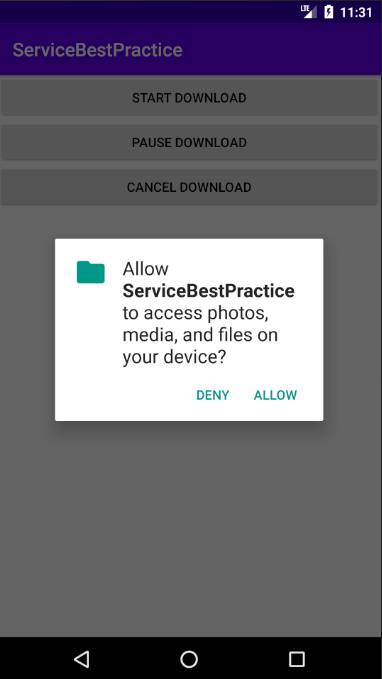 LTE 11:31
ServiceBestPractice
START DOWNLOAD
PAUSE DOWNLOAD
CANCEL DOWNLOAD
Allow
ServiceBestPractice
to access photos,
media, and files on
your device?
DENY ALLOW